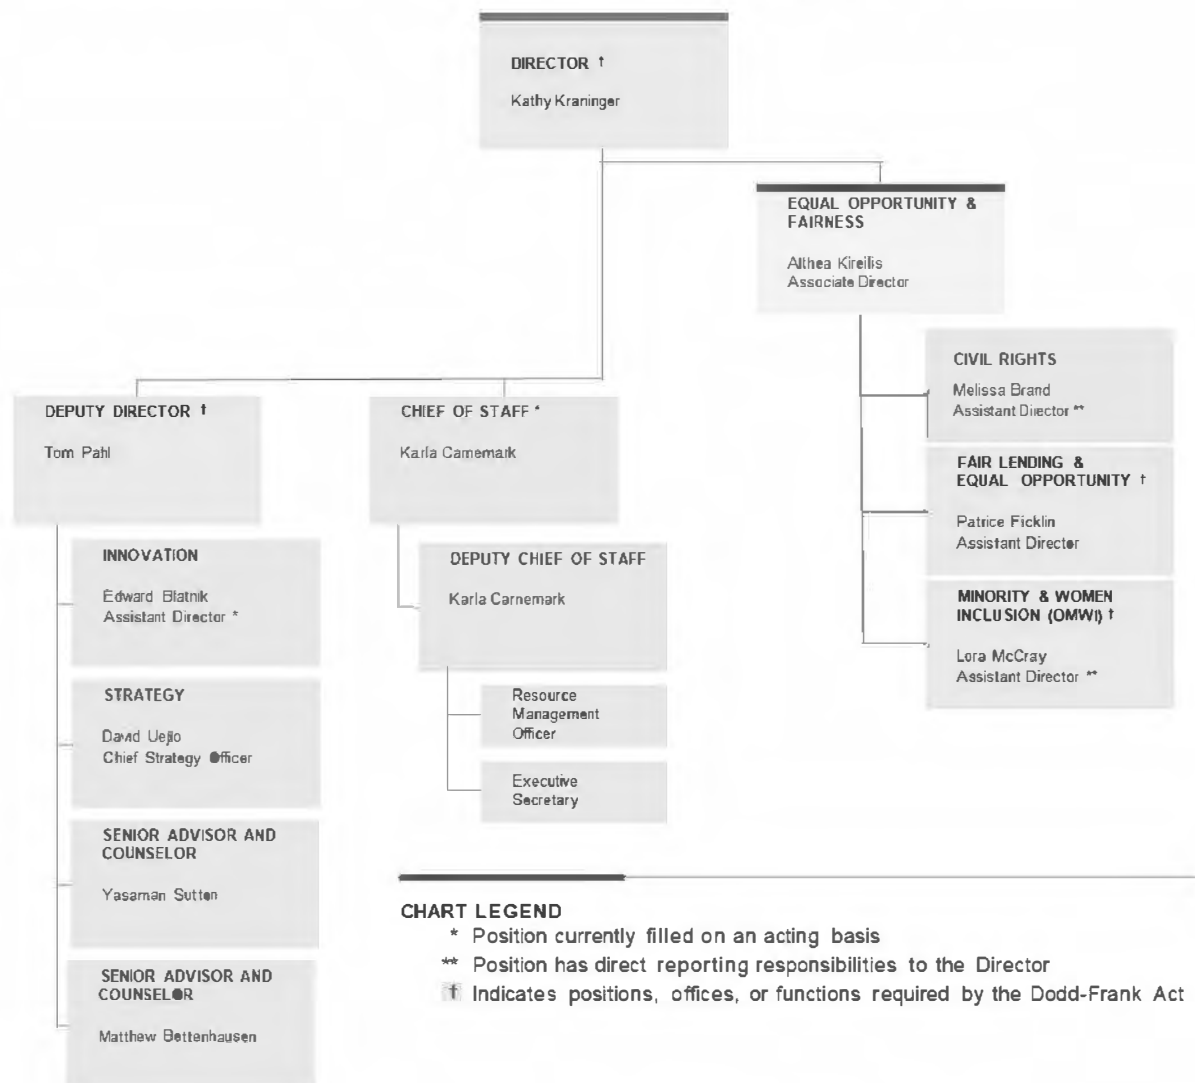 DIRECTOR †
Kathy Kraninger
EQUAL OPPORTUNITY &
FAIRNESS
Althea Kireilis
Associate Director
CIVIL RIGHTS
Melissa Brand
Assistant Director **
FAIR LENDING &
EQUAL OPPORTUNITY †
Patrice Ficklin
Assistant Director
MINORITY & WOMEN
INCLUSION (OMWI) †
Lora McCray
Assistant Director **
DEPUTY DIRECTOR †
Tom Pahl
INNOVATION
Edward Blatnik
Assistant Director *
STRATEGY
David Uejio
Chief Strategy Officer
SENIOR ADVISOR AND
COUNSELOR
Yasaman Sutton
SENIOR ADVISOR AND
COUNSELOR
Matthew Bettenhausen
CHIEF OF STAFF *
Karla Carnemark
DEPUTY CHIEF OF STAFF
Karla Carnemark
Resource
Management
Officer
Executive
Secretary
CHART LEGEND
* Position currently filled on an acting basis
** Position has direct reporting responsibilities to the Director
† Indicates positions, offices, or functions required by the Dodd-Frank Act